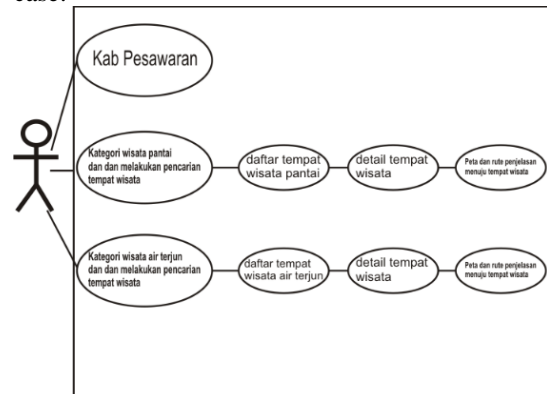 Kab Pesawaran
Kategori wisata pantai
dan dan melakukan pencarian
tempat wisata
daftar tempat
wisata pantai
detail tempat
wisata
Peta dan rute penjelasan
menuju tempat wisata
Kategori wisata air terjun
dan dan melakukan pencarian
tempat wisata
daftar tempat
wisata air terjun
detail tempat
wisata
Peta dan rute penjelasan
menuju tempat wisata